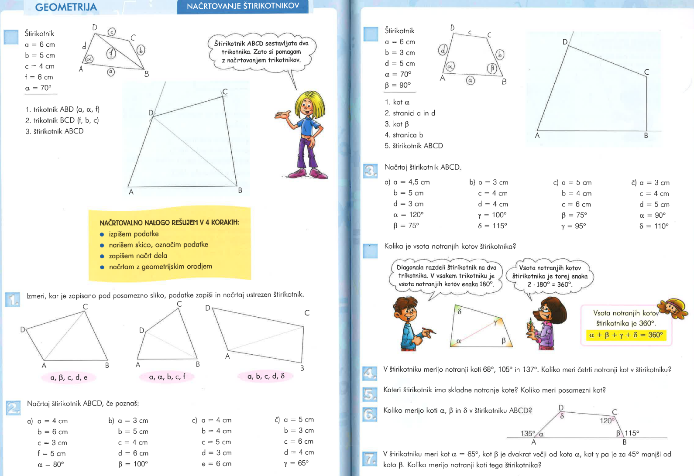 GEOMETRIJA
NAČRTOVANJE ŠTIRIKOTNIKOV
Štirikotnik
a = 6 cm
b = 5 cm
c = 4 cm
f = 6 cm
α = 70°
D
c
C
d
f
b
α
A
a
B
Štirikotnik ABCD sestavljata dva
trikotnika. Zato si pomagam
z načrtovanjem trikotnikov.
1. trikotnik ABD (a, α, f)
2. trikotnik BCD (f, b, c)
3. štirikotnik ABCD
C
D
A
B
NAČRTOVALNO NALOGO REŠUJEM V 4 KORAKIH:
● izpišem podatke
● narišem skico, označim podatke
● zapišem načrt dela
● načrtam z geometrijskim orodjem
1. Izmeri, kar je zapisano pod posamezno sliko, podatke zapiši in načrtaj ustrezen štirikotnik.
D
C
A
B
a, β, c, d, e
D
C
A
B
a, α, b, c, f
D
C
A
B
a, b, c, d, δ
2. Načrtaj štirikotnik ABCD, če poznaš:
a) a = 4 cm
b = 6 cm
c = 3 cm
f = 5 cm
α = 80°
b) a = 3 cm
b = 5 cm
c = 4 cm
d = 6 cm
β = 100°
c) a = 4 cm
b = 4 cm
c = 5 cm
d = 3 cm
e = 6 cm
č) a = 5 cm
b = 3 cm
c = 6 cm
d = 4 cm
γ = 65°
Štirikotnik
a = 6 cm
b = 3 cm
d = 5 cm
α = 70°
β = 90°
D
c
C
d
b
α
β
A
a
B
1. kot α
2. stranici a in d
3. kot β
4. stranica b
5. štirikotnik ABCD
D
C
A
B
3. Načrtaj štirikotnik ABCD.
a) a = 4,5 cm
b = 5 cm
d = 3 cm
α = 120°
β = 75°
b) a = 3 cm
c = 4 cm
d = 4 cm
γ = 100°
δ = 115°
c) a = 5 cm
b = 4 cm
c = 6 cm
β = 75°
γ = 95°
č) a = 3 cm
c = 4 cm
d = 5 cm
α = 90°
δ = 110°
Kolika je vsota notranjih kotov štirikotnika?
Diagonala razdeli štirikotnik na dva
trikotnika. V vsakem trikotniku je
vsota notranjih kotov enaka 180°.
Vsota notranjih kotov
štirikotnika je torej enaka
2 · 180° = 360°.
δ
γ
α
β
Vsota notranjih kotov
štirikotnika je 360°.
α + β + γ + δ = 360°
4. V štirikotniku merijo notranji koti 68°, 105° in 137°. Koliko meri četrti notranji kot v štirikotniku?
5. Kateri štirikotnik ima skladne notranje kote? Koliko meri posamezni kot?
6. Koliko merijo koti α, β in δ v štirikotniku ABCD?
D
δ
C
120°
135°
α
β
115°
A
B
7. V štirikotniku meri kot α = 65°, kot β je dvakrat večji od kota α, kot γ pa je za 45° manjši od
kota β. Koliko merijo notranji koti tega štirikotnika?